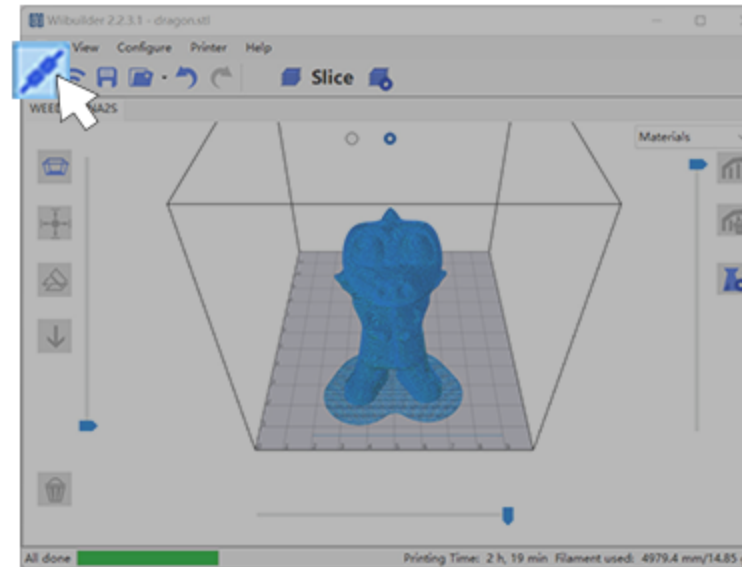 Wiibuilder 2.2.3.1 - dragon.stl
View Configure Printer Help
Slice
Materials
All done
Printing Time: 2 h, 19 min Filament used: 4979.4 mm/14.85